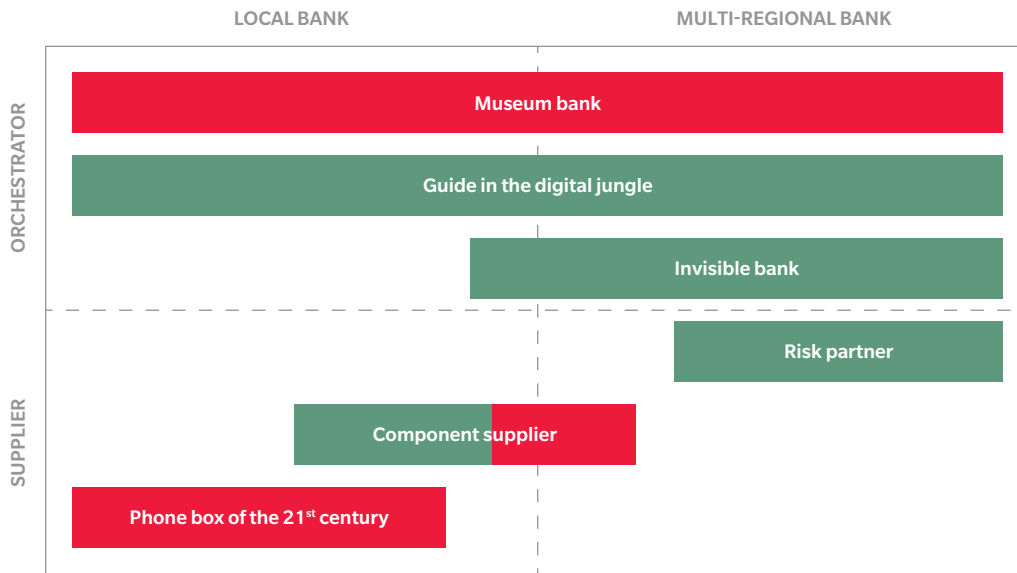 LOCAL BANK
MULTI-REGIONAL BANK
ORCHESTRATOR
Museum bank
Guide in the digital jungle
Invisible bank
SUPPLIER
Risk partner
Component supplier
Phone box of the 21st century